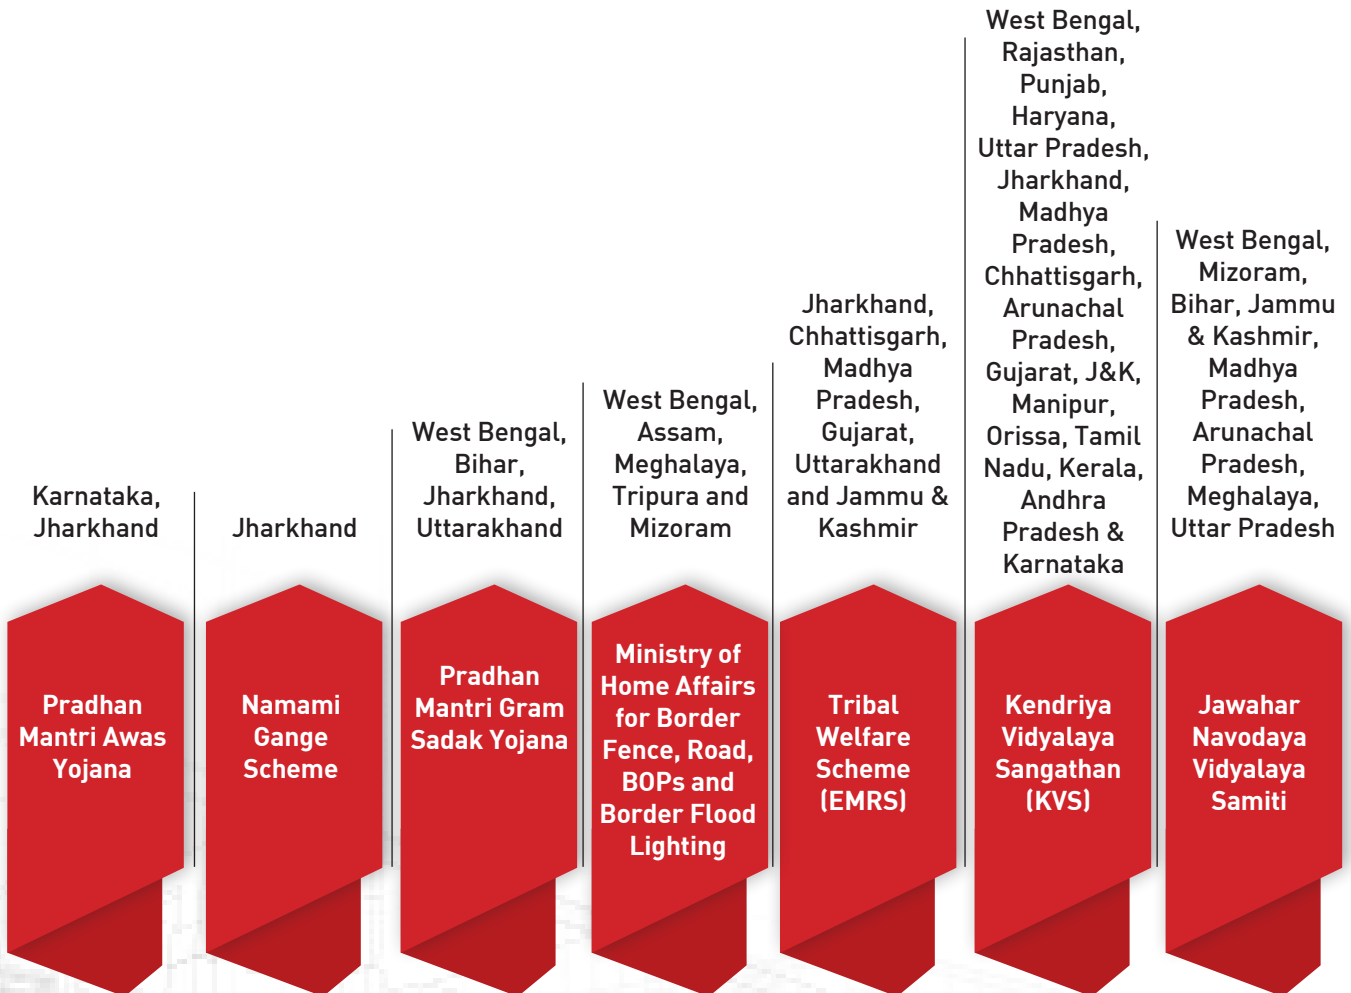 Karnataka,
Jharkhand
Pradhan
Mantri Awas
Yojana
Jharkhand
Namami
Gange
Scheme
West Bengal,
Bihar,
Jharkhand,
Uttarakhand
Pradhan
Mantri Gram
Sadak Yojana
West Bengal,
Assam,
Meghalaya,
Tripura and
Mizoram
Ministry of
Home Affairs
for Border
Fence, Road,
BOPs and
Border Flood
Lighting
Jharkhand,
Chhattisgarh,
Madhya
Pradesh,
Gujarat,
Uttarakhand
and Jammu &
Kashmir
Tribal
Welfare
Scheme
(EMRS)
West Bengal,
Rajasthan,
Punjab,
Haryana,
Uttar Pradesh,
Jharkhand,
Madhya
Pradesh,
Chhattisgarh,
Arunachal
Pradesh,
Gujarat, J&K,
Manipur,
Orissa, Tamil
Nadu, Kerala,
Andhra
Pradesh &
Karnataka
Kendriya
Vidyalaya
Sangathan
(KVS)
West Bengal,
Mizoram,
Bihar, Jammu
& Kashmir,
Madhya
Pradesh,
Arunachal
Pradesh,
Meghalaya,
Uttar Pradesh
Jawahar
Navodaya
Vidyalaya
Samiti